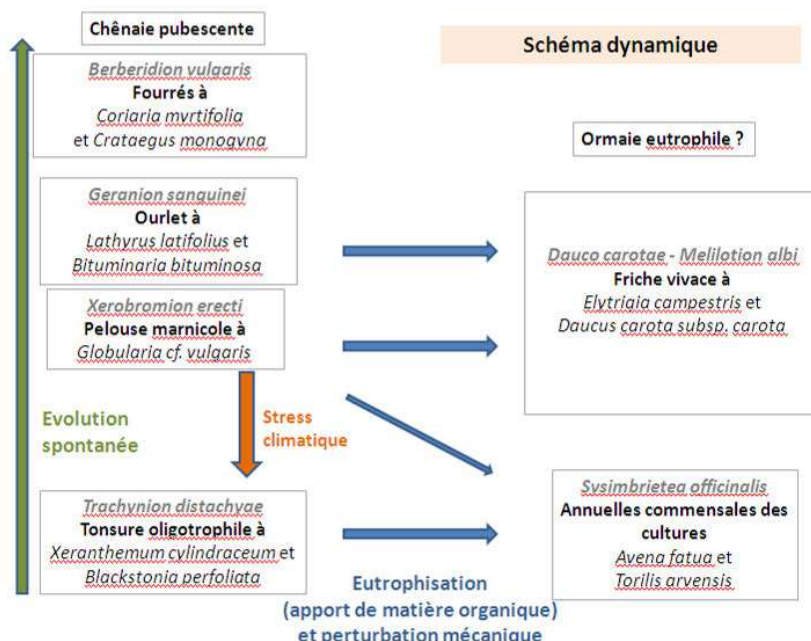 Chênaie pubescente
Schéma dynamique
Berberidion vulgaris
Fourrés à
Coriaria myrtifolia
et Crataegus monogyna
Ormaie eutrophile ?
Geranion sanguinei
Ourlet à
Lathyrus latifolius et
Bituminaria bituminosa
Dauco carotae - Melilotion albi
Friche vivace à
Elytrigia campestris et
Daucus carota subsp. carota
Xerobromion erecti
Pelouse marnicole à
Globularia cf. vulgaris
Evolution
spontanée
Stress
climatique
Trachynion distachyae
Tonsure oligotrophile à
Xeranthemum cylindraceum et
Blackstonia perfoliata
Sysimbrietea officinalis
Annuelles commensales des
cultures
Avena fatua et
Torilis arvensis
Eutrophisation
(apport de matière organique)
et perturbation mécanique